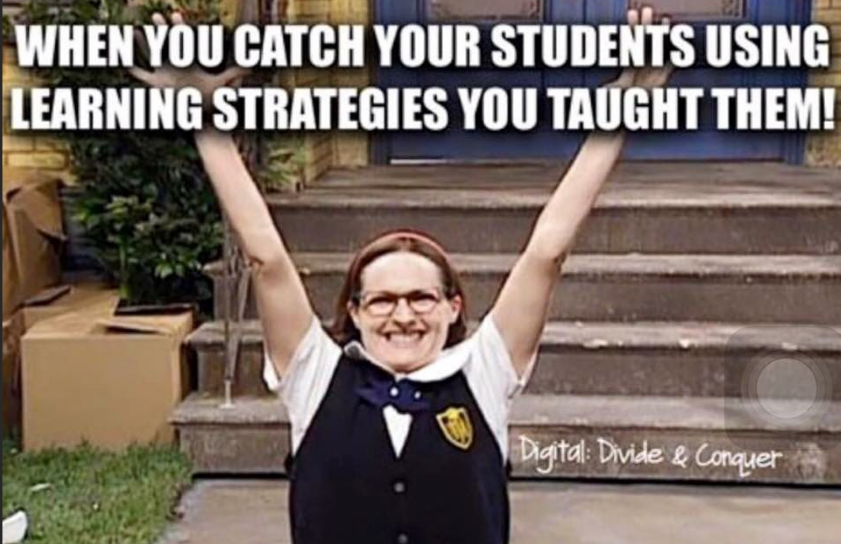 WHEN YOU CATCH YOUR STUDENTS USING
LEARNING STRATEGIES YOU TAUGHT THEM!
Digital: Divide & Conquer